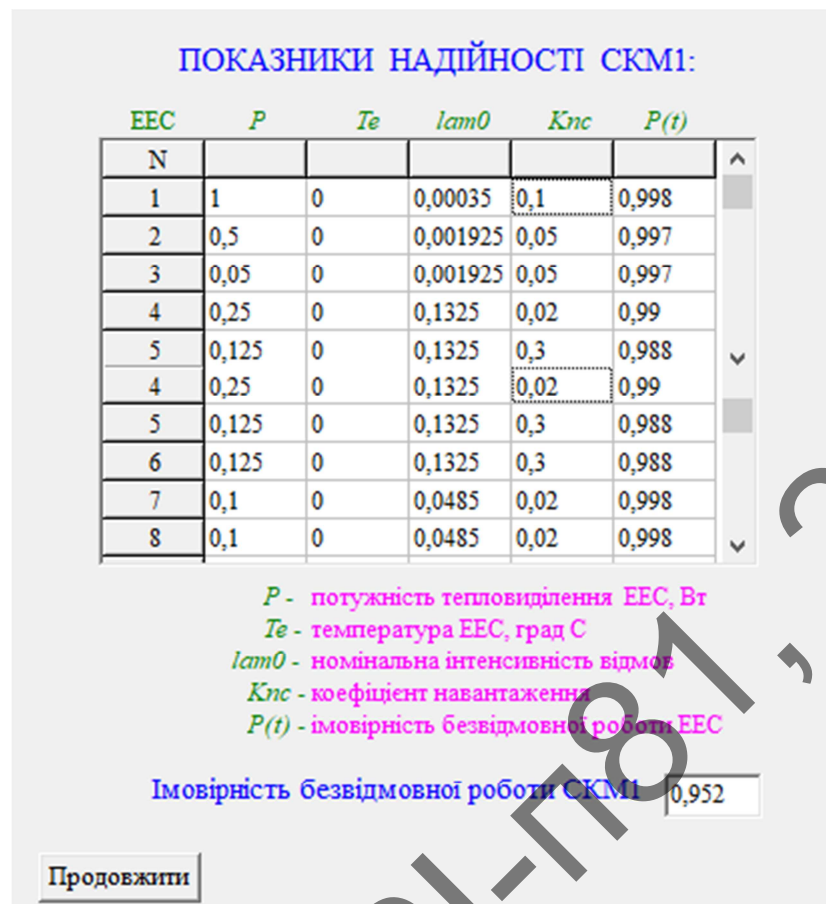 ПОКАЗНИКИ НАДІЙНОСТІ СКМ1:
ЕЕС P Te lam0 Кпс P(t)
N
1 1 0 0,00035 0,1 0,998
2 0,5 0 0,001925 0,05 0,997
3 0,05 0 0,001925 0,05 0,997
4 0,25 0 0,1325 0,02 0,99
5 0,125 0 0,1325 0,3 0,988
4 0,25 0 0,1325 0,02 0,99
5 0,125 0 0,1325 0,3 0,988
6 0,125 0 0,1325 0,3 0,988
7 0,1 0 0,0485 0,02 0,998
8 0,1 0 0,0485 0,02 0,998
P - потужність тепловиділення ЕЕС, Вт
Te - температура ЕЕС, град С
lam0 - номінальна інтенсивність відмов
Кпс - коефіцієнт навантаження
P(t) - імовірність безвідмовної роботи ЕЕС
Імовірність безвідмовної роботи СКМ1 0,952
Продовжити